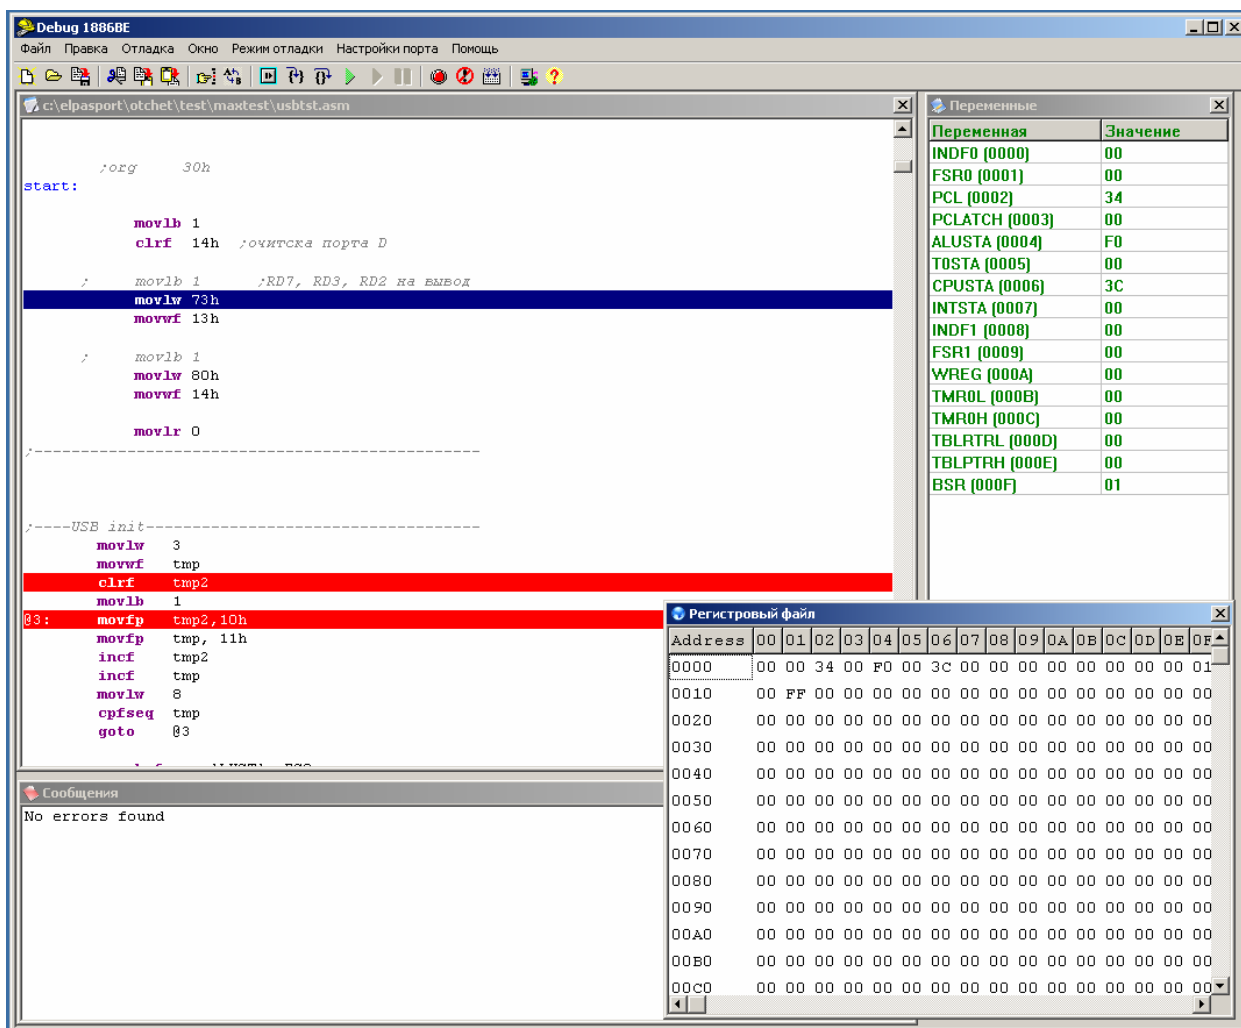 Debug 1886BE
Файл Правка Отладка Окно Режим отладки Настройки порта Помощь
c:\elpasport\otchet\test\maxtest\usbtst.asm
;org 30h
start:
movlb 1
clrf 14h ;очитска порта D
; movlb 1 ;RD7, RD3, RD2 на вывод
movlw 73h
movwf 13h
; movlb 1
movlw 80h
movwf 14h
movlr 0
;------------------------------------------------
;----USB init------------------------------------
movlw 3
movwf tmp
clrf tmp2
movlb 1
@3: movfp tmp2,10h
movfp tmp, 11h
incf tmp2
incf tmp
movlw 8
cpfseq tmp
goto @3
Переменные
Переменная Значение
INDF0 (0000) 00
FSR0 (0001) 00
PCL (0002) 34
PCLATCH (0003) 00
ALUSTA (0004) F0
T0STA (0005) 00
CPUSTA (0006) 3C
INTSTA (0007) 00
INDF1 (0008) 00
FSR1 (0009) 00
WREG (000A) 00
TMR0L (000B) 00
TMR0H (000C) 00
TBLRTRL (000D) 00
TBLPTRH (000E) 00
BSR (000F) 01
Регистровый файл
Address 00 01 02 03 04 05 06 07 08 09 0A 0B 0C 0D 0E 0F
0000 00 00 34 00 F0 00 3C 00 00 00 00 00 00 00 00 01
0010 00 FF 00 00 00 00 00 00 00 00 00 00 00 00 00 00
0020 00 00 00 00 00 00 00 00 00 00 00 00 00 00 00 00
0030 00 00 00 00 00 00 00 00 00 00 00 00 00 00 00 00
0040 00 00 00 00 00 00 00 00 00 00 00 00 00 00 00 00
0050 00 00 00 00 00 00 00 00 00 00 00 00 00 00 00 00
0060 00 00 00 00 00 00 00 00 00 00 00 00 00 00 00 00
0070 00 00 00 00 00 00 00 00 00 00 00 00 00 00 00 00
0080 00 00 00 00 00 00 00 00 00 00 00 00 00 00 00 00
0090 00 00 00 00 00 00 00 00 00 00 00 00 00 00 00 00
00A0 00 00 00 00 00 00 00 00 00 00 00 00 00 00 00 00
00B0 00 00 00 00 00 00 00 00 00 00 00 00 00 00 00 00
00C0 00 00 00 00 00 00 00 00 00 00 00 00 00 00 00 00
Сообщения
No errors found